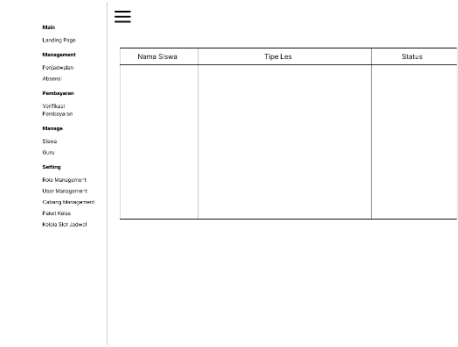 Main
Landing Page
Management
Penjadwalan
Absensi
Pembayaran
Verifikasi
Pembayaran
Manage
Siswa
Guru
Setting
Role Management
User Management
Cabang Management
Paket Kelas
Kelola Slot Jadwal
Nama Siswa Tipe Les Status